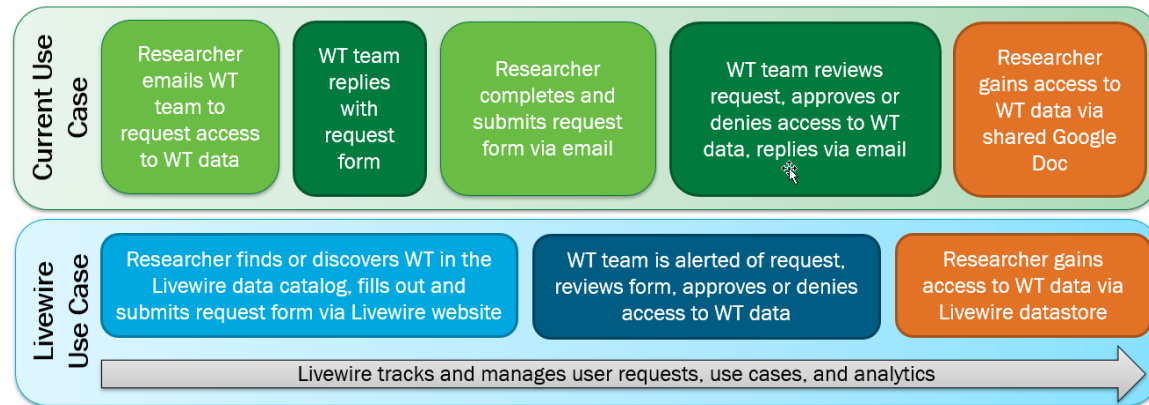 Current Use
Case
Researcher
emails WT
team to
request access
to WT data
WT team
replies
with
request
form
Researcher
completes and
submits request
form via email
WT team reviews
request, approves or
denies access to WT
data, replies via email
Researcher
gains access to
WT data via
shared Google
Doc
Livewire
Use Case
Researcher finds or discovers WT in the
Livewire data catalog, fills out and
submits request form via Livewire website
WT team is alerted of request,
reviews form, approves or denies
access to WT data
Researcher gains
access to WT data via
Livewire datastore
Livewire tracks and manages user requests, use cases, and analytics